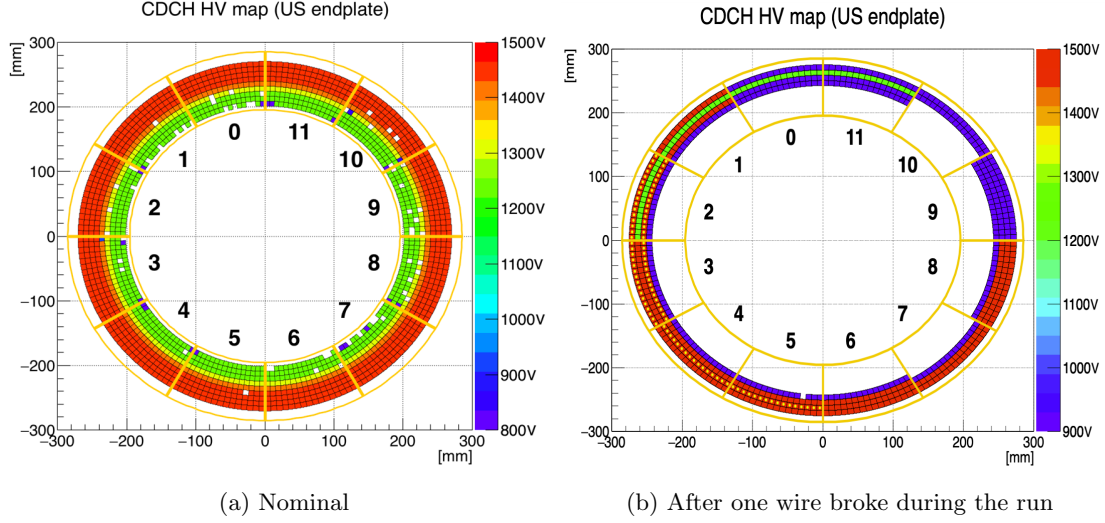 CDCH HV map (US endplate)
[mm]
300
200
100
0
−100
−200
−300
−300 −200 −100 0 100 200 300
[mm]
1500V
1400V
1300V
1200V
1100V
1000V
900V
800V
0 11
1 10
2 9
3 8
4 7
5 6
(a) Nominal
CDCH HV map (US endplate)
[mm]
300
200
100
0
−100
−200
−300
−300 −200 −100 0 100 200 300
[mm]
1500V
1400V
1300V
1200V
1100V
1000V
900V
0 11
1 10
2 9
3 8
4 7
5 6
(b) After one wire broke during the run